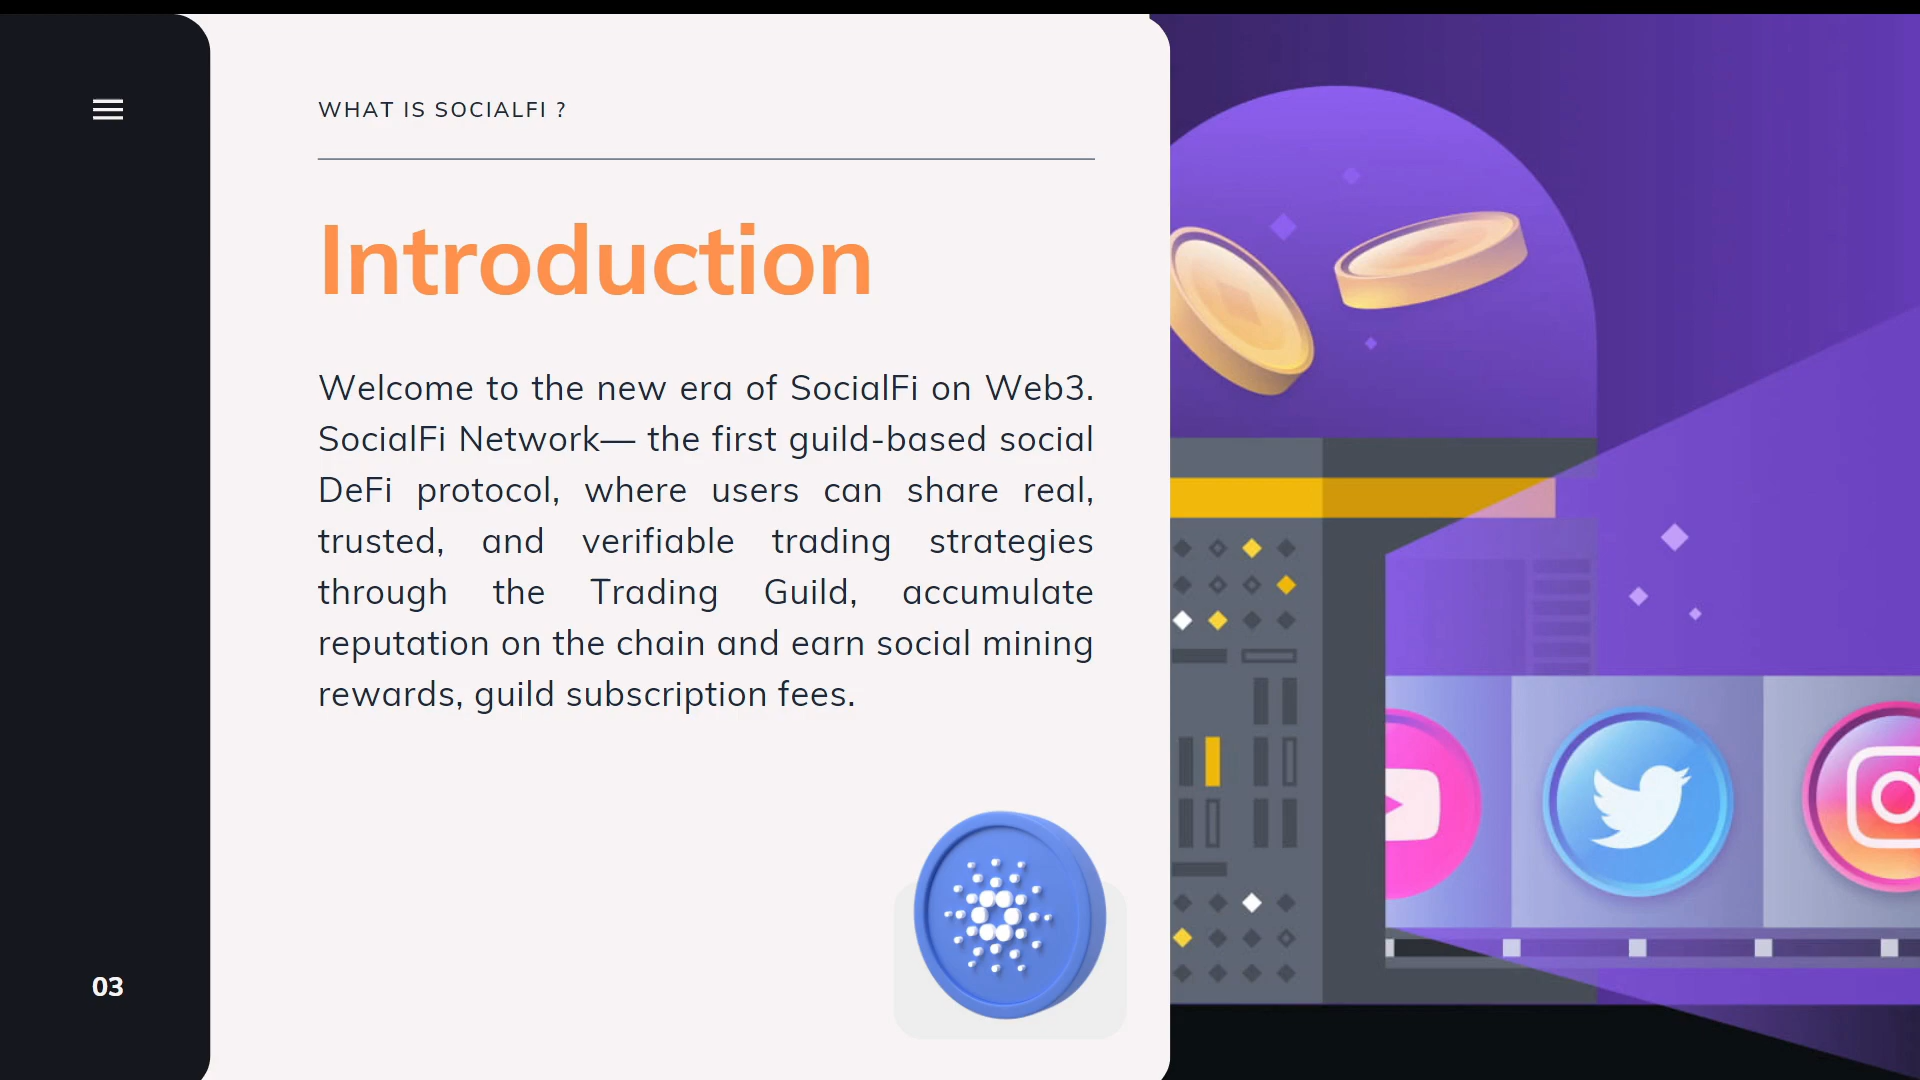 WHAT IS SOCIALFI ?
Introduction
Welcome to the new era of SocialFi on Web3.
SocialFi Network— the first guild-based social
DeFi protocol, where users can share real,
trusted, and verifiable trading strategies
through the Trading Guild, accumulate
reputation on the chain and earn social mining
rewards, guild subscription fees.
03